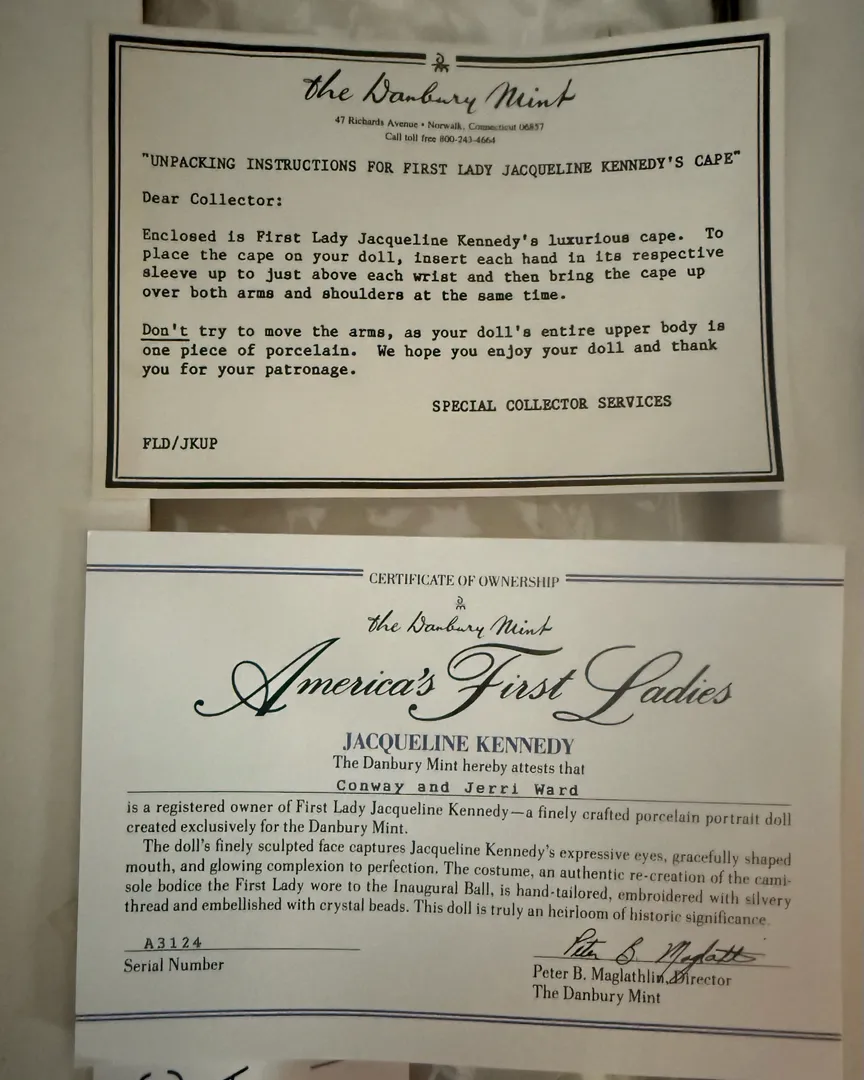 the Danbury Mint
47 Richards Avenue • Norwalk, Connecticut 06857
Call toll free 800-243-4664
"UNPACKING INSTRUCTIONS FOR FIRST LADY JACQUELINE KENNEDY'S CAPE"
Dear Collector:
Enclosed is First Lady Jacqueline Kennedy's luxurious cape. To
place the cape on your doll, insert each hand in its respective
sleeve up to just above each wrist and then bring the cape up
over both arms and shoulders at the same time.
Don't try to move the arms, as your doll's entire upper body is
one piece of porcelain. We hope you enjoy your doll and thank
you for your patronage.
SPECIAL COLLECTOR SERVICES
FLD/JKUP
CERTIFICATE OF OWNERSHIP
the Danbury Mint
America's First Ladies
JACQUELINE KENNEDY
The Danbury Mint hereby attests that
Conway and Jerri Ward
is a registered owner of First Lady Jacqueline Kennedy—a finely crafted porcelain portrait doll
created exclusively for the Danbury Mint.
The doll's finely sculpted face captures Jacqueline Kennedy's expressive eyes, gracefully shaped
mouth, and glowing complexion to perfection. The costume, an authentic re-creation of the cami-
sole bodice the First Lady wore to the Inaugural Ball, is hand-tailored, embroidered with silvery
thread and embellished with crystal beads. This doll is truly an heirloom of historic significance.
A3124
Serial Number
Peter B. Maglathlin
Peter B. Maglathlin, Director
The Danbury Mint